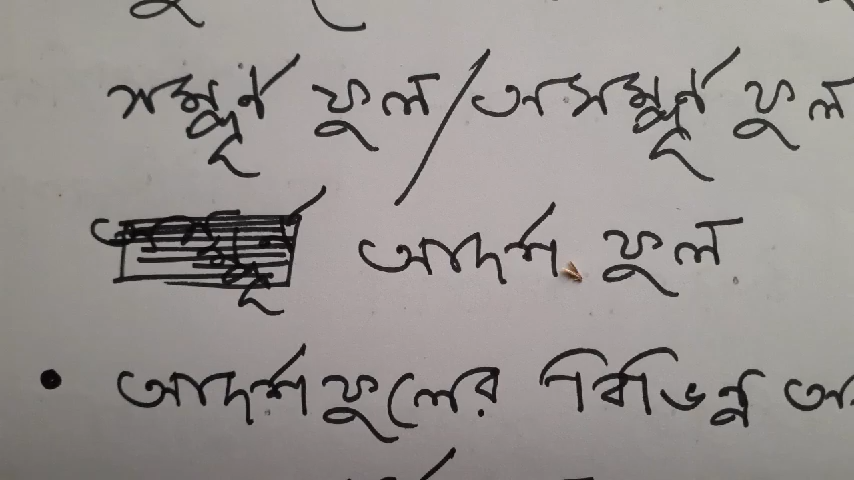 সম্পূর্ণ ফুল/অসম্পূর্ণ ফুল
আদর্শ ফুল
• আদর্শ ফুলের বিভিন্ন